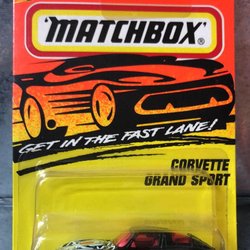 MATCHBOX®
GET IN THE FAST LANE!
CORVETTE
GRAND SPORT